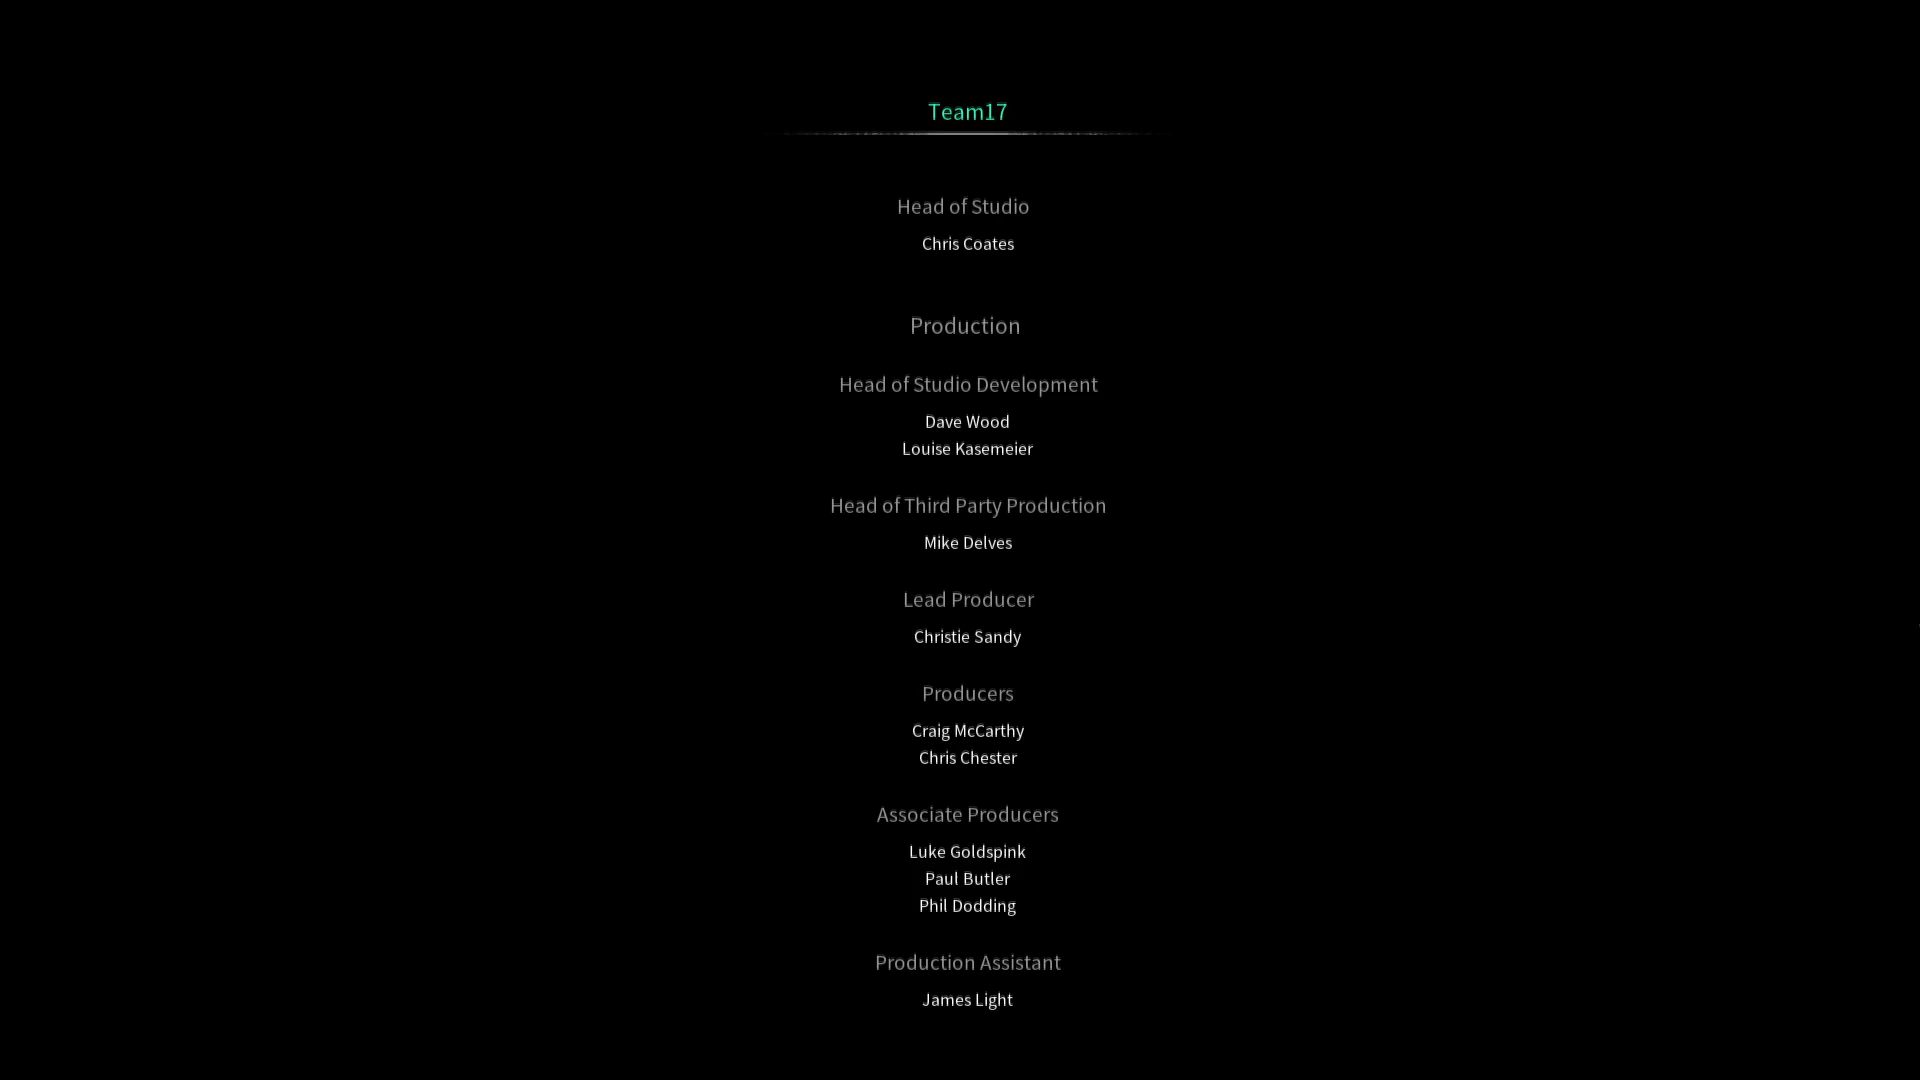 Team17
Head of Studio
Chris Coates
Production
Head of Studio Development
Dave Wood
Louise Kasemeier
Head of Third Party Production
Mike Delves
Lead Producer
Christie Sandy
Producers
Craig McCarthy
Chris Chester
Associate Producers
Luke Goldspink
Paul Butler
Phil Dodding
Production Assistant
James Light